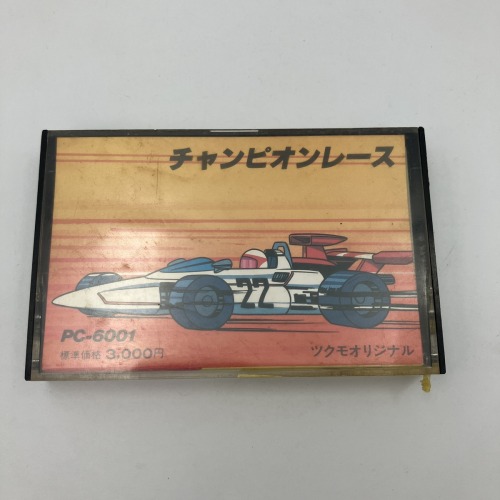 チャンピオンレース
22
PC-6001
標準価格 3,000円
ツクモオリジナル